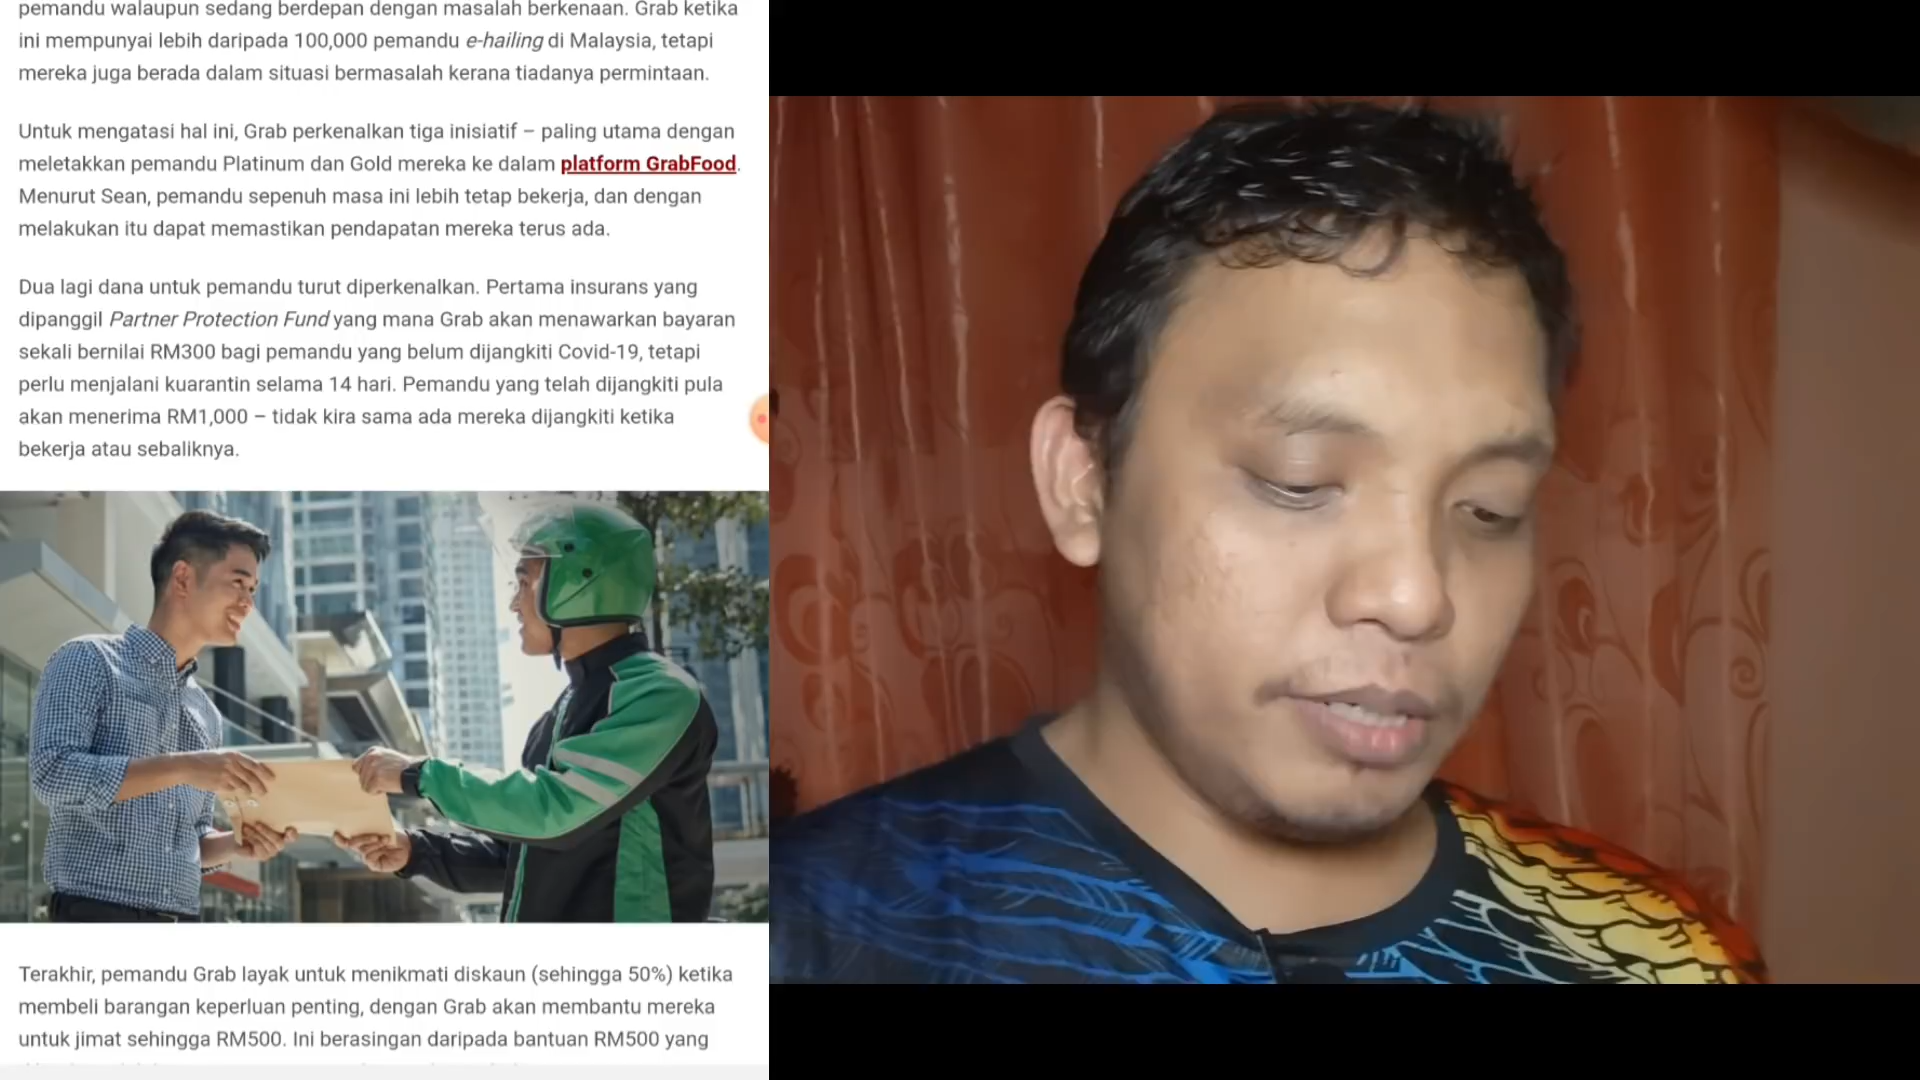 pemandu walaupun sedang berdepan dengan masalah berkenaan. Grab ketika
ini mempunyai lebih daripada 100,000 pemandu e-hailing di Malaysia, tetapi
mereka juga berada dalam situasi bermasalah kerana tiadanya permintaan.
Untuk mengatasi hal ini, Grab perkenalkan tiga inisiatif – paling utama dengan
meletakkan pemandu Platinum dan Gold mereka ke dalam platform GrabFood.
Menurut Sean, pemandu sepenuh masa ini lebih tetap bekerja, dan dengan
melakukan itu dapat memastikan pendapatan mereka terus ada.
Dua lagi dana untuk pemandu turut diperkenalkan. Pertama insurans yang
dipanggil Partner Protection Fund yang mana Grab akan menawarkan bayaran
sekali bernilai RM300 bagi pemandu yang belum dijangkiti Covid-19, tetapi
perlu menjalani kuarantin selama 14 hari. Pemandu yang telah dijangkiti pula
akan menerima RM1,000 – tidak kira sama ada mereka dijangkiti ketika
bekerja atau sebaliknya.
Terakhir, pemandu Grab layak untuk menikmati diskaun (sehingga 50%) ketika
membeli barangan keperluan penting, dengan Grab akan membantu mereka
untuk jimat sehingga RM500. Ini berasingan daripada bantuan RM500 yang